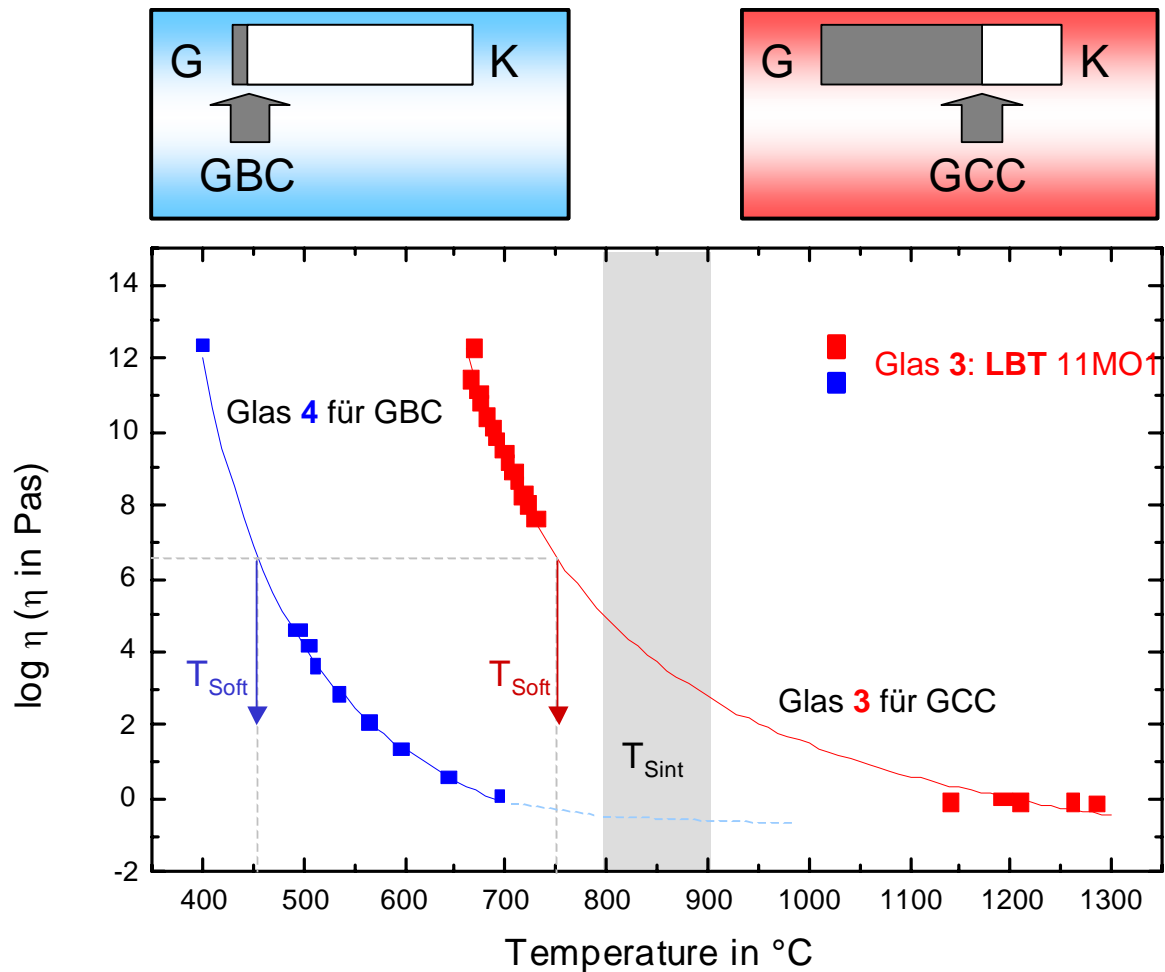 G K
GBC
G K
GCC
14
12
10
8
6
4
2
0
-2
log η (η in Pas)
Glas 4 für GBC
Glas 3: LBT 11MO1
T_Soft
T_Soft
Glas 3 für GCC
T_Sint
400 500 600 700 800 900 1000 1100 1200 1300
Temperature in °C